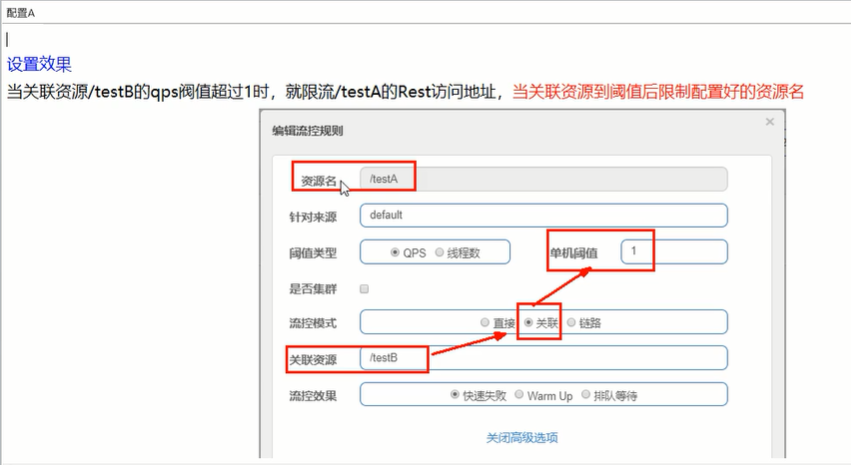 配置A
设置效果
当关联资源/testB的qps阀值超过1时，就限流/testA的Rest访问地址，当关联资源到阈值后限制配置好的资源名
编辑流控规则 ×
资源名 /testA
针对来源 default
阈值类型 QPS 线程数 单机阈值 1
是否集群
流控模式 直接 关联 链路
关联资源 /testB
流控效果 快速失败 Warm Up 排队等待
关闭高级选项